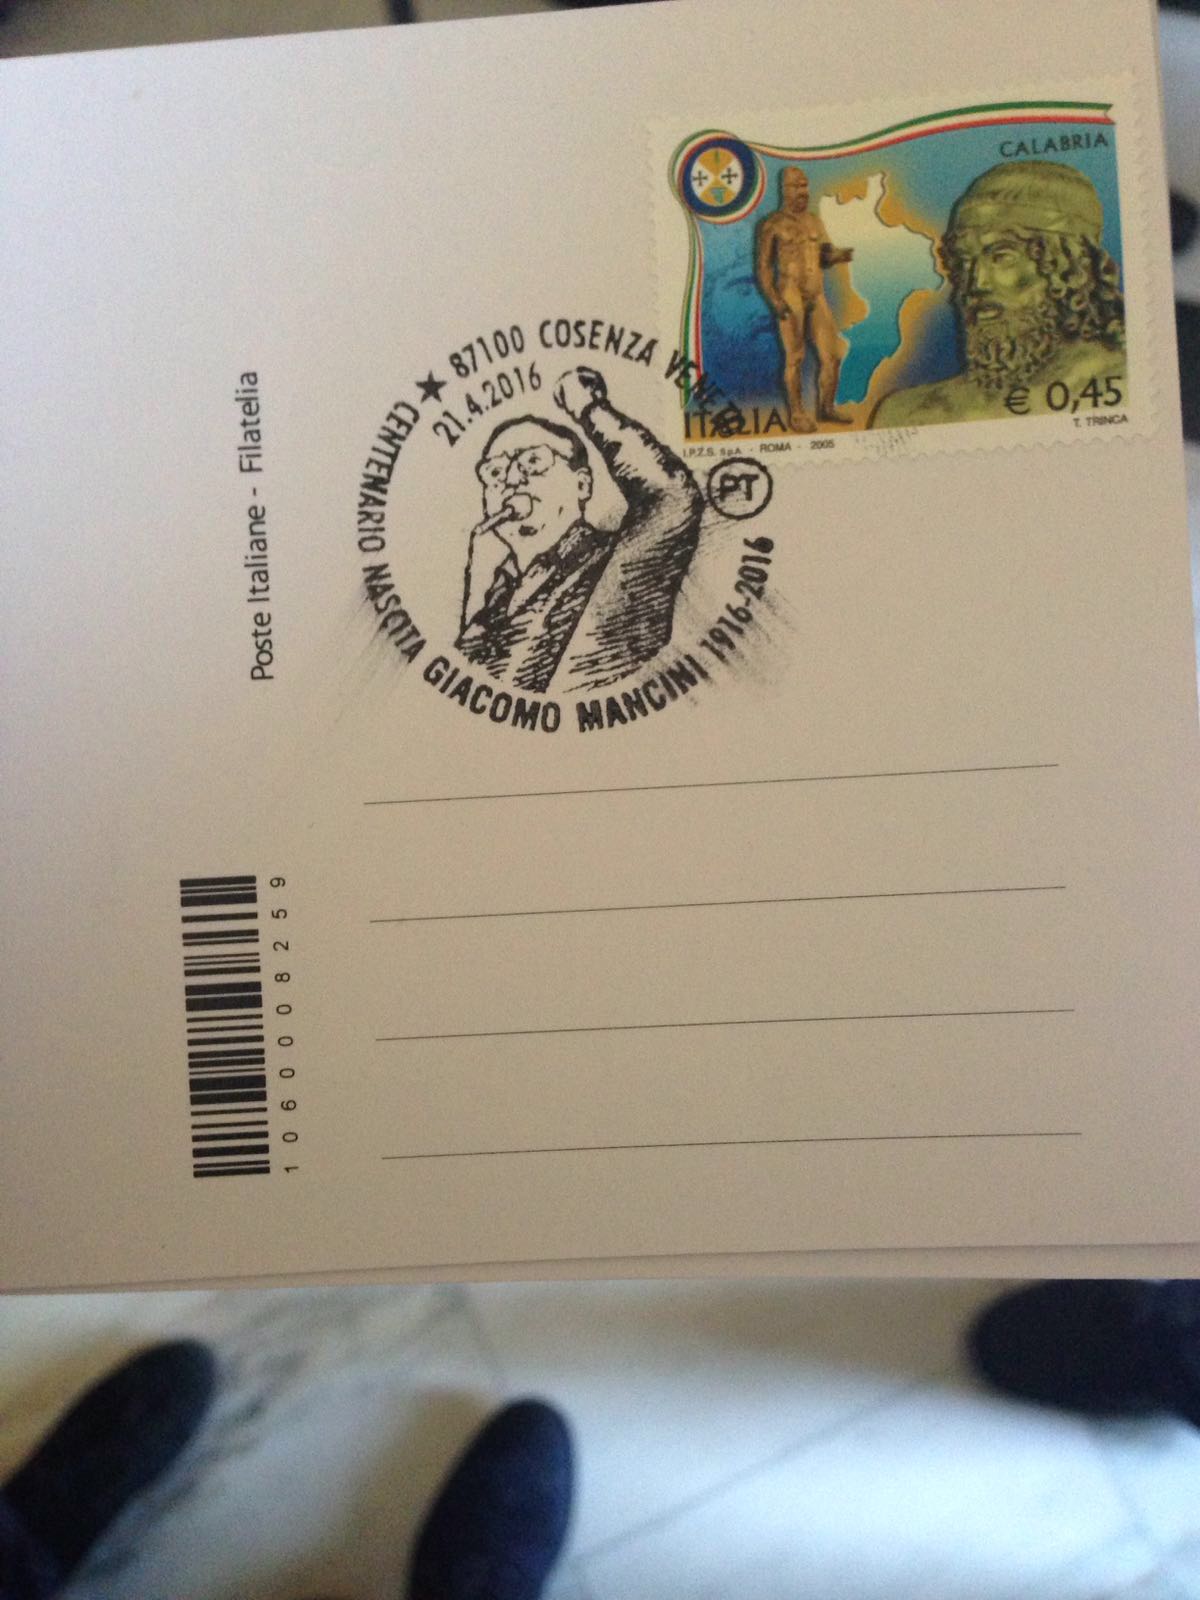 CALABRIA
€ 0,45
ITALIA
T. TRINCA
I.P.Z.S. S.p.A. - ROMA - 2005
87100 COSENZA VENETO
21.4.2016
PT
CENTENARIO NASCITA GIACOMO MANCINI 1916-2016
Poste Italiane - Filatelia
1060008259